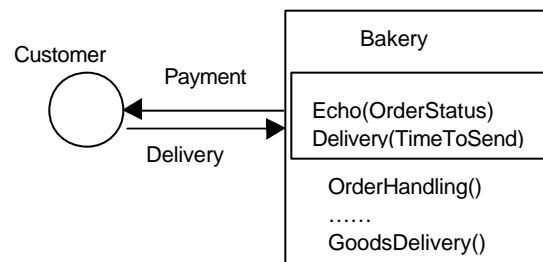 Customer
Payment
Delivery
Bakery
Echo(OrderStatus)
Delivery(TimeToSend)
OrderHandling()
......
GoodsDelivery()